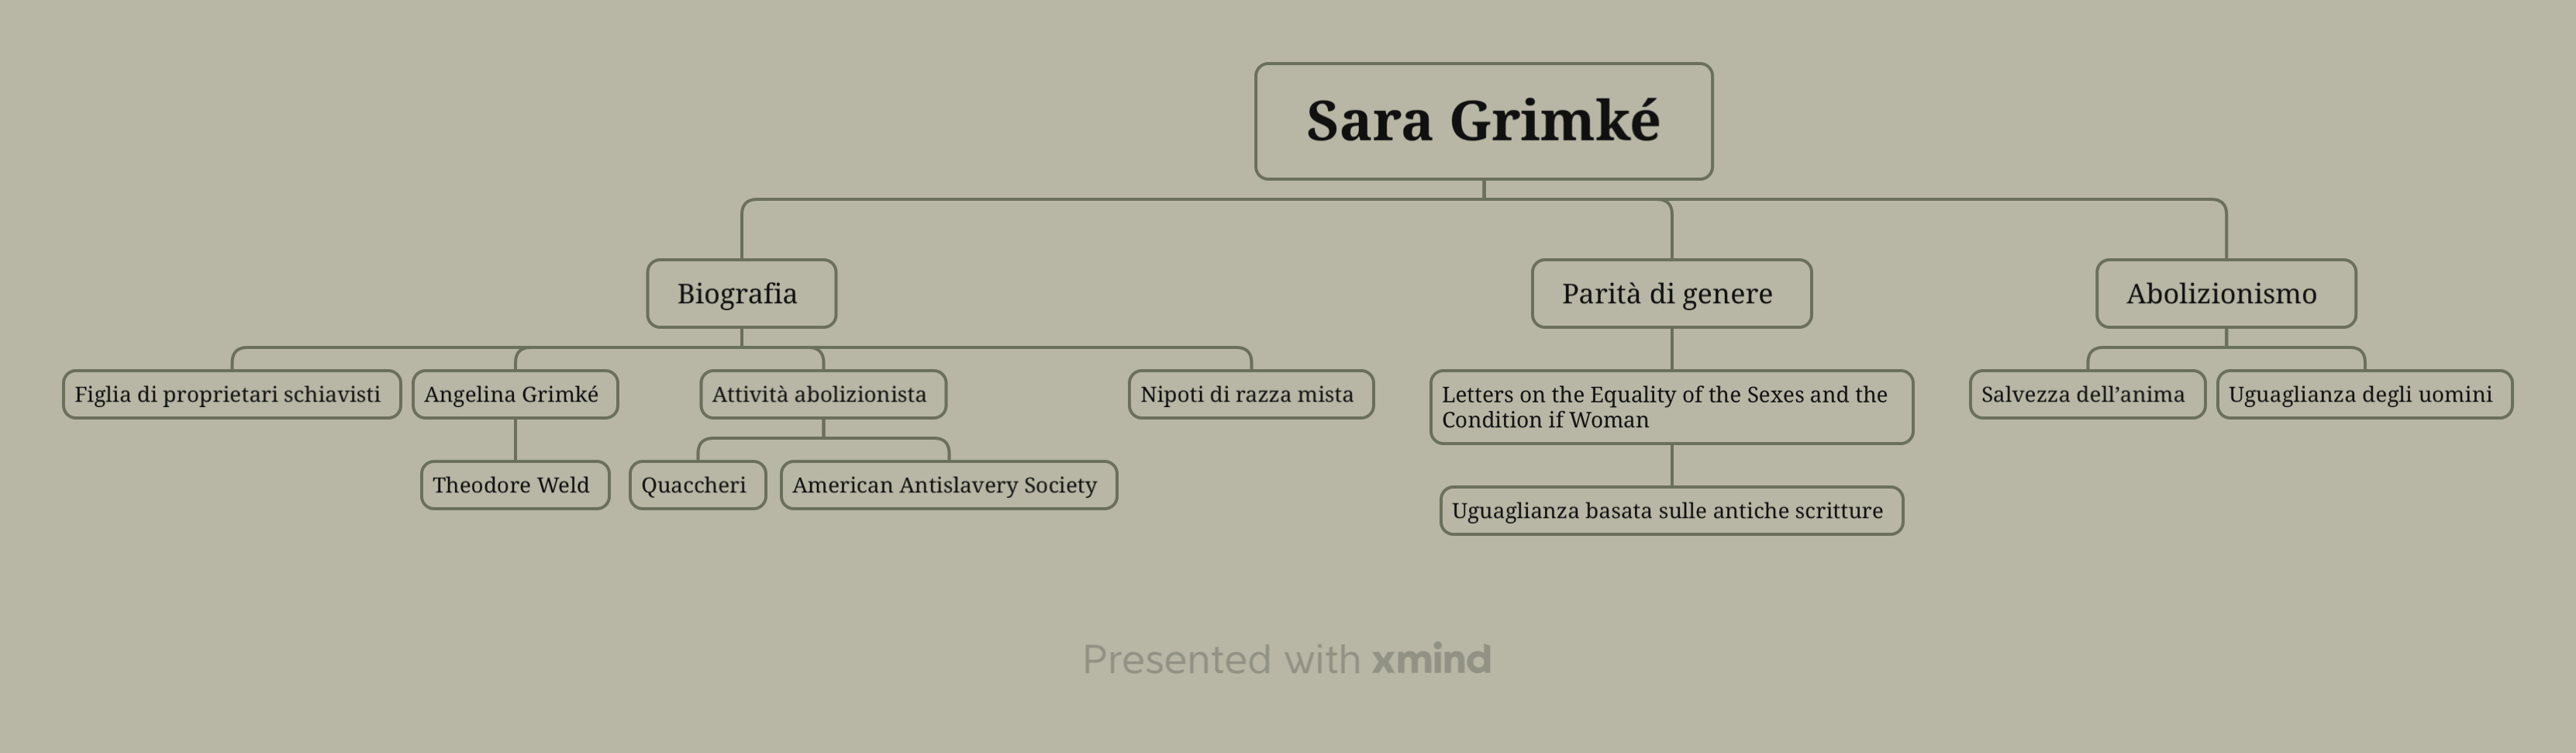 Sara Grimké
Biografia
Parità di genere
Abolizionismo
Figlia di proprietari schiavisti
Angelina Grimké
Attività abolizionista
Nipoti di razza mista
Letters on the Equality of the Sexes and the
Condition if Woman
Salvezza dell’anima
Uguaglianza degli uomini
Theodore Weld
Quaccheri
American Antislavery Society
Uguaglianza basata sulle antiche scritture
Presented with xmind